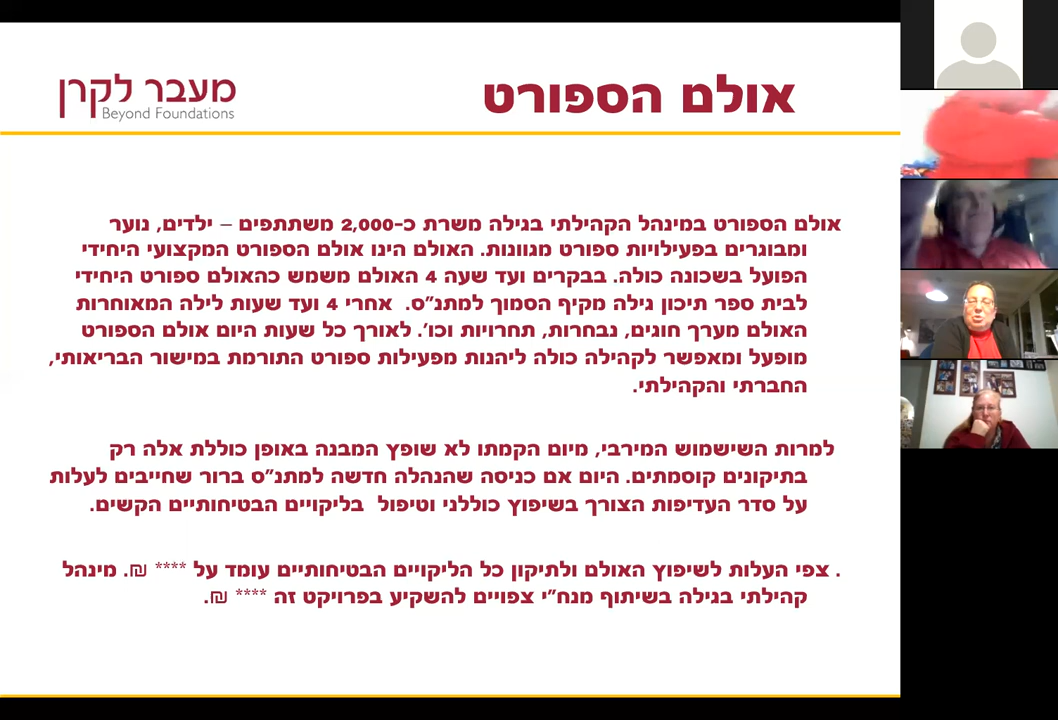 אולם הספורט
מעבר לקרן
Beyond Foundations
אולם הספורט במינהל הקהילתי בגילה משרת כ-2,000 משתתפים – ילדים, נוער
ומבוגרים בפעילויות ספורט מגוונות. האולם הינו אולם הספורט המקצועי היחידי
הפועל בשכונה כולה. בבקרים ועד שעה 4 האולם משמש כהאולם ספורט היחידי
לבית ספר תיכון גילה מקיף הסמוך למתנ"ס. אחרי 4 ועד שעות לילה המאוחרות
האולם מערך חוגים, נבחרות, תחרויות וכו'. לאורך כל שעות היום אולם הספורט
מופעל ומאפשר לקהילה כולה ליהנות מפעילות ספורט התורמת במישור הבריאותי,
החברתי והקהילתי.
למרות השישמוש המירבי, מיום הקמתו לא שופץ המבנה באופן כוללת אלה רק
בתיקונים קוסמתים. היום אם כניסה שהנהלה חדשה למתנ"ס ברור שחייבים לעלות
על סדר העדיפות הצורך בשיפוץ כוללני וטיפול בליקויים הבטיחותיים הקשים.
. צפי העלות לשיפוץ האולם ולתיקון כל הליקויים הבטיחותיים עומד על **** ₪. מינהל
קהילתי בגילה בשיתוף מנח"י צפויים להשקיע בפרויקט זה **** ₪.